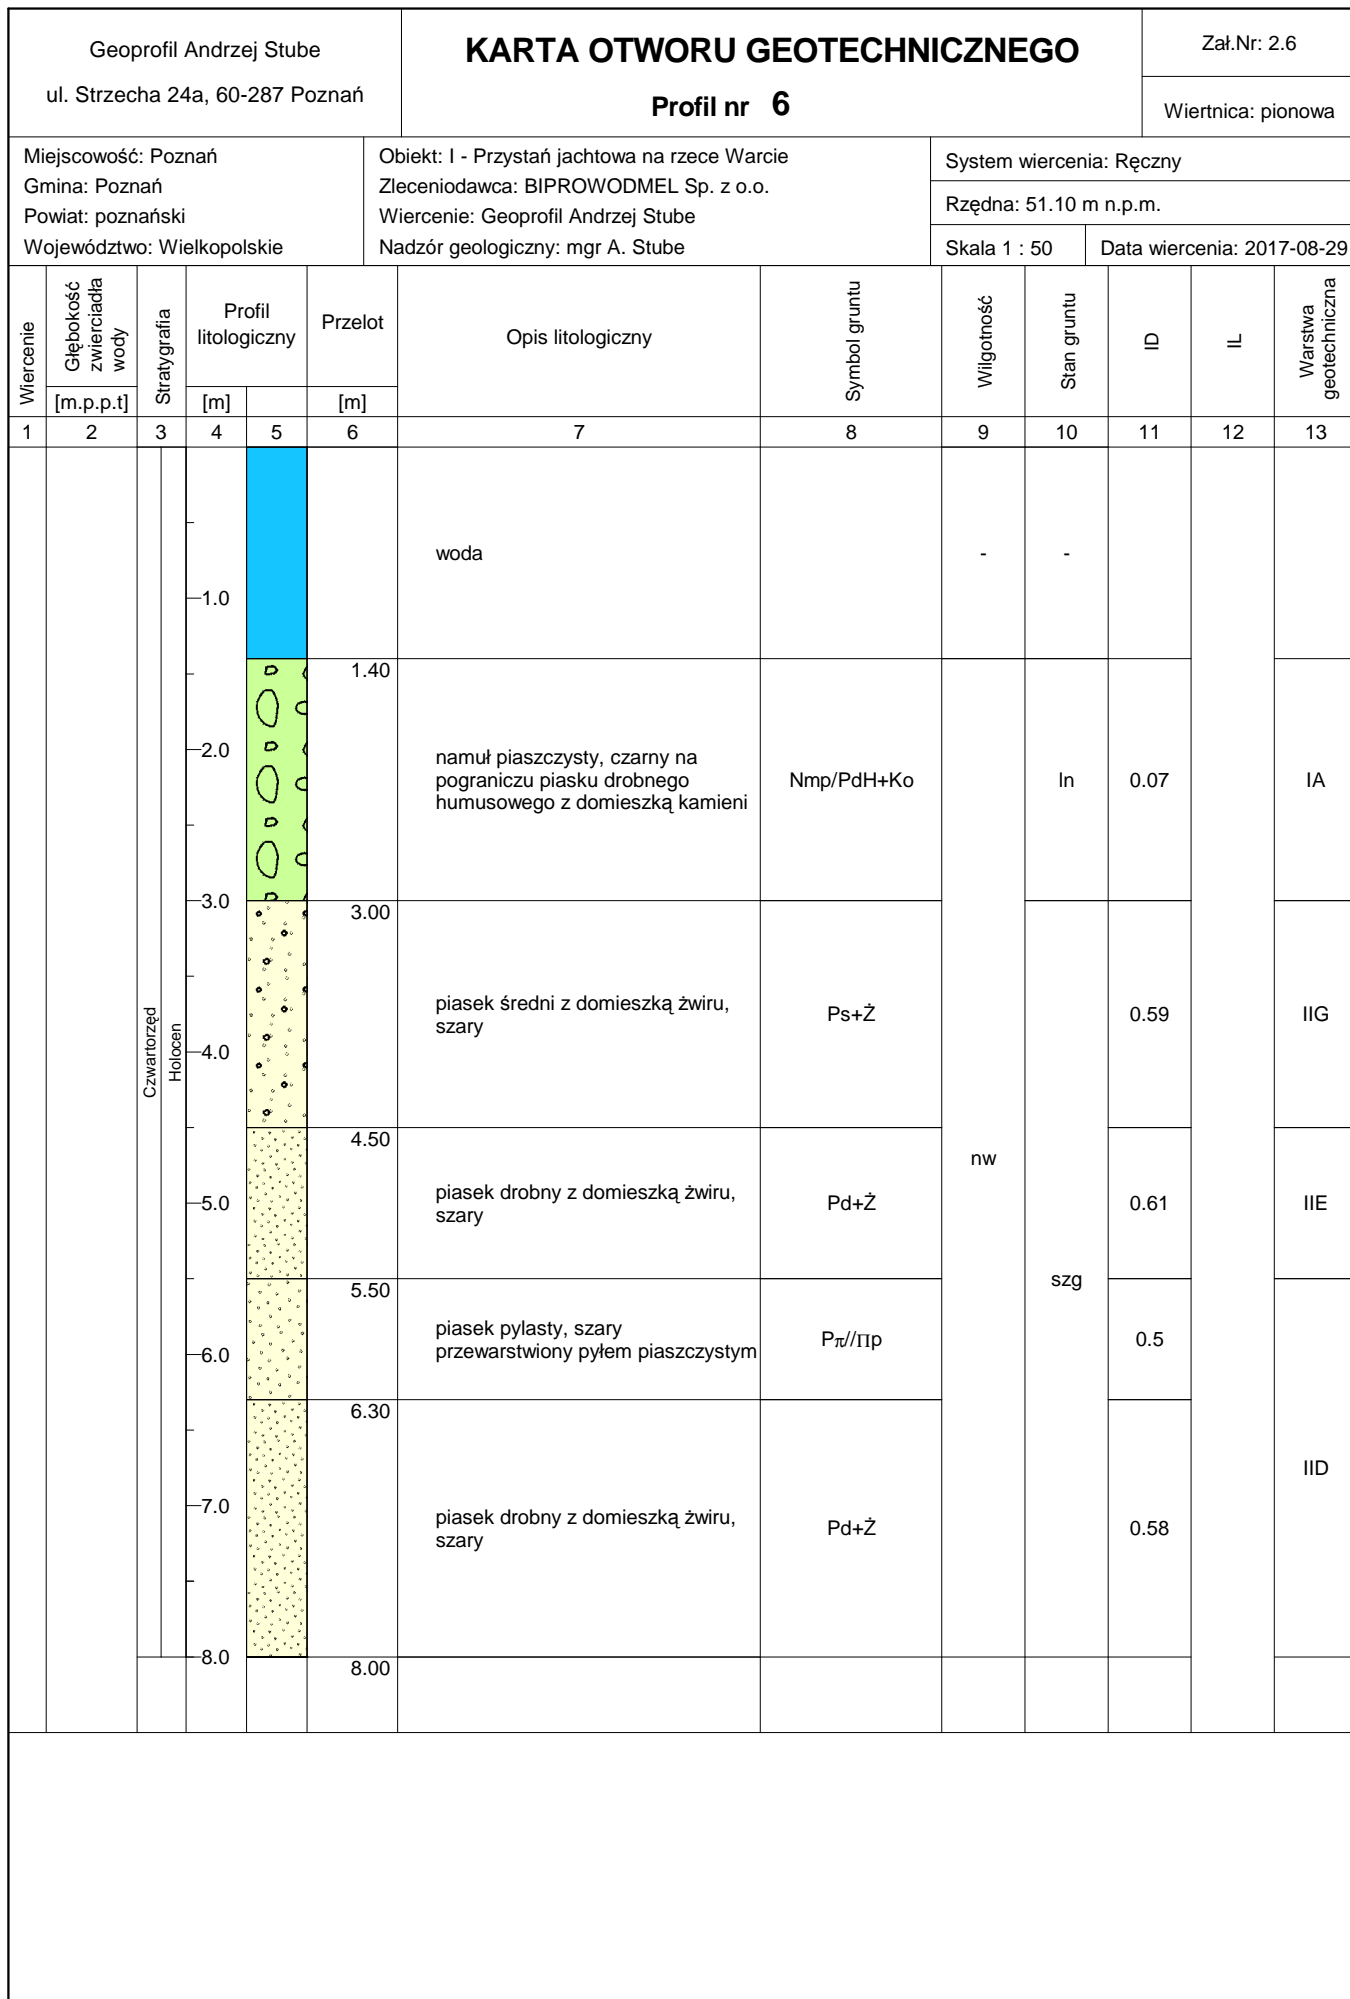 Geoprofil Andrzej Stube
ul. Strzecha 24a, 60-287 Poznań
KARTA OTWORU GEOTECHNICZNEGO
Profil nr 6
Zał.Nr: 2.6
Wiertnica: pionowa
Miejscowość: Poznań
Gmina: Poznań
Powiat: poznański
Województwo: Wielkopolskie
Obiekt: I - Przystań jachtowa na rzece Warcie
Zleceniodawca: BIPROWODMEL Sp. z o.o.
Wiercenie: Geoprofil Andrzej Stube
Nadzór geologiczny: mgr A. Stube
System wiercenia: Ręczny
Rzędna: 51.10 m n.p.m.
Skala 1 : 50
Data wiercenia: 2017-08-29
Wiercenie
Głębokość
zwierciadła
wody
[m.p.p.t]
Stratygrafia
Profil
litologiczny
[m]
Przelot
[m]
Opis litologiczny
Symbol gruntu
Wilgotność
Stan gruntu
ID
IL
Warstwa
geotechniczna
1 2 3 4 5 6 7 8 9 10 11 12 13
woda
-
-
1.0
1.40
2.0
namuł piaszczysty, czarny na
pograniczu piasku drobnego
humusowego z domieszką kamieni
Nmp/PdH+Ko
ln
0.07
IA
3.0
3.00
piasek średni z domieszką żwiru,
szary
Ps+Ż
0.59
IIG
Czwartorzęd
Holocen
4.0
4.50
nw
5.0
piasek drobny z domieszką żwiru,
szary
Pd+Ż
0.61
IIE
szg
5.50
piasek pylasty, szary
przewarstwiony pyłem piaszczystym
Pπ//Πp
0.5
6.0
6.30
IID
7.0
piasek drobny z domieszką żwiru,
szary
Pd+Ż
0.58
8.0
8.00